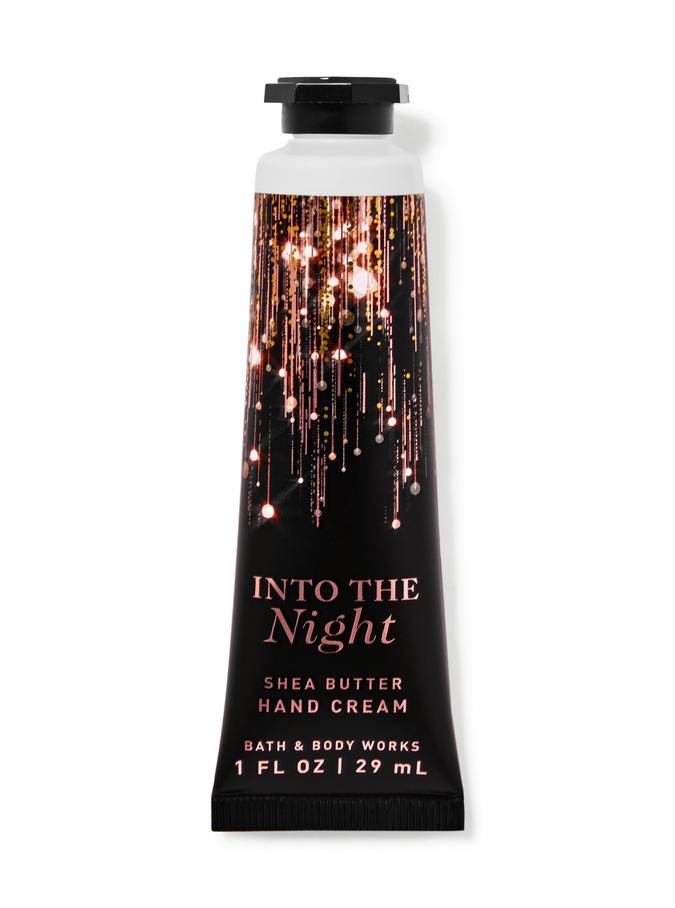 INTO THE
Night
SHEA BUTTER
HAND CREAM
BATH & BODY WORKS
1 FL OZ | 29 mL